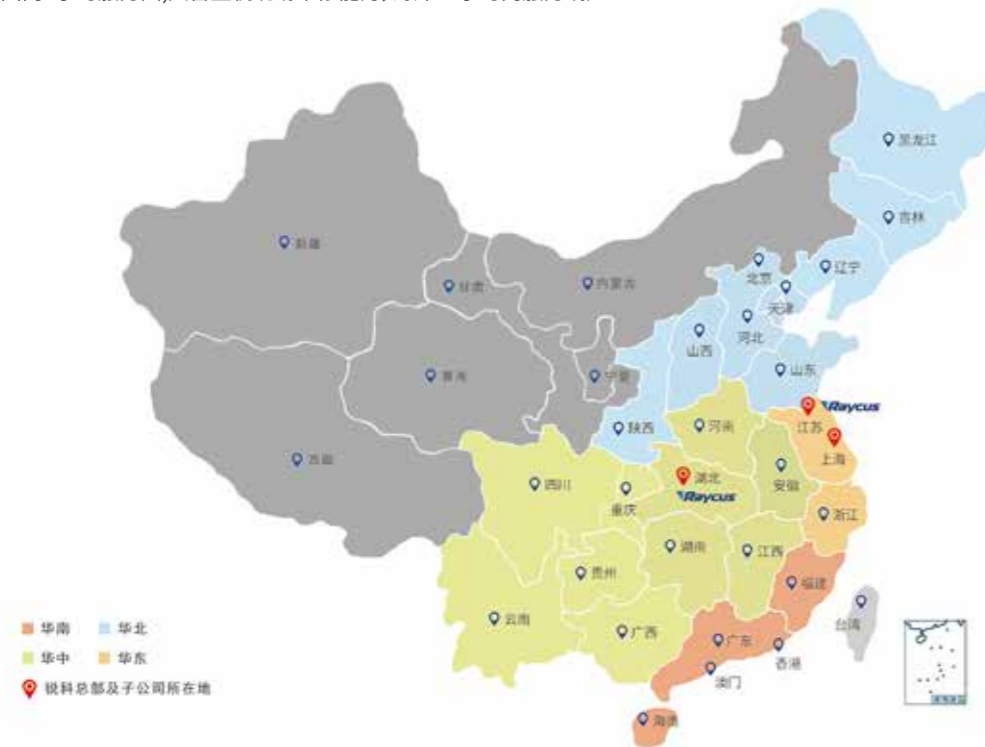 黑龙江
吉林
辽宁
北京
天津
新疆
甘肃
内蒙古
河北
山西
山东
宁夏
青海
Raycus
江苏
陕西
河南
上海
西藏
四川
湖北
安徽
重庆
Raycus
浙江
湖南
江西
贵州
福建
云南
广西
台湾
广东
香港
澳门
海南
华南 华北
华中 华东
锐科总部及子公司所在地